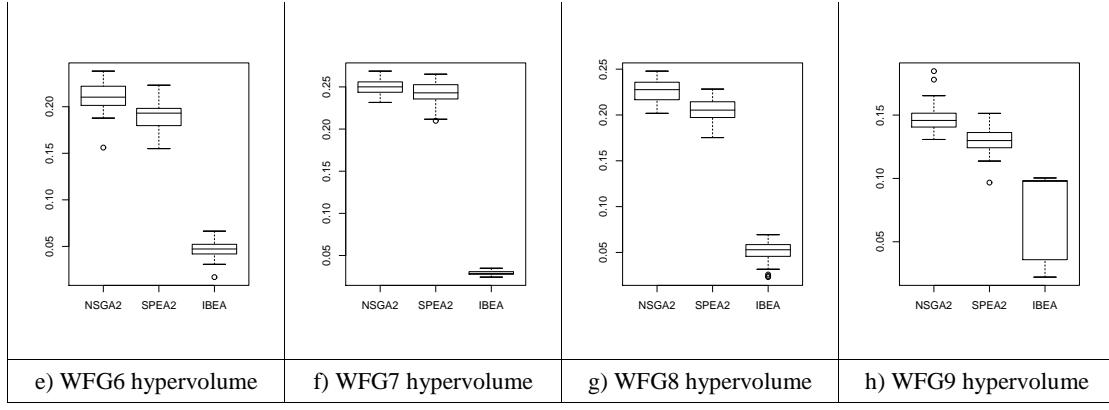 0.20
0.15
0.10
0.05
NSGA2 SPEA2 IBEA
0.25
0.20
0.15
0.10
0.05
NSGA2 SPEA2 IBEA
0.25
0.20
0.15
0.10
0.05
NSGA2 SPEA2 IBEA
0.15
0.10
0.05
NSGA2 SPEA2 IBEA
e) WFG6 hypervolume
f) WFG7 hypervolume
g) WFG8 hypervolume
h) WFG9 hypervolume